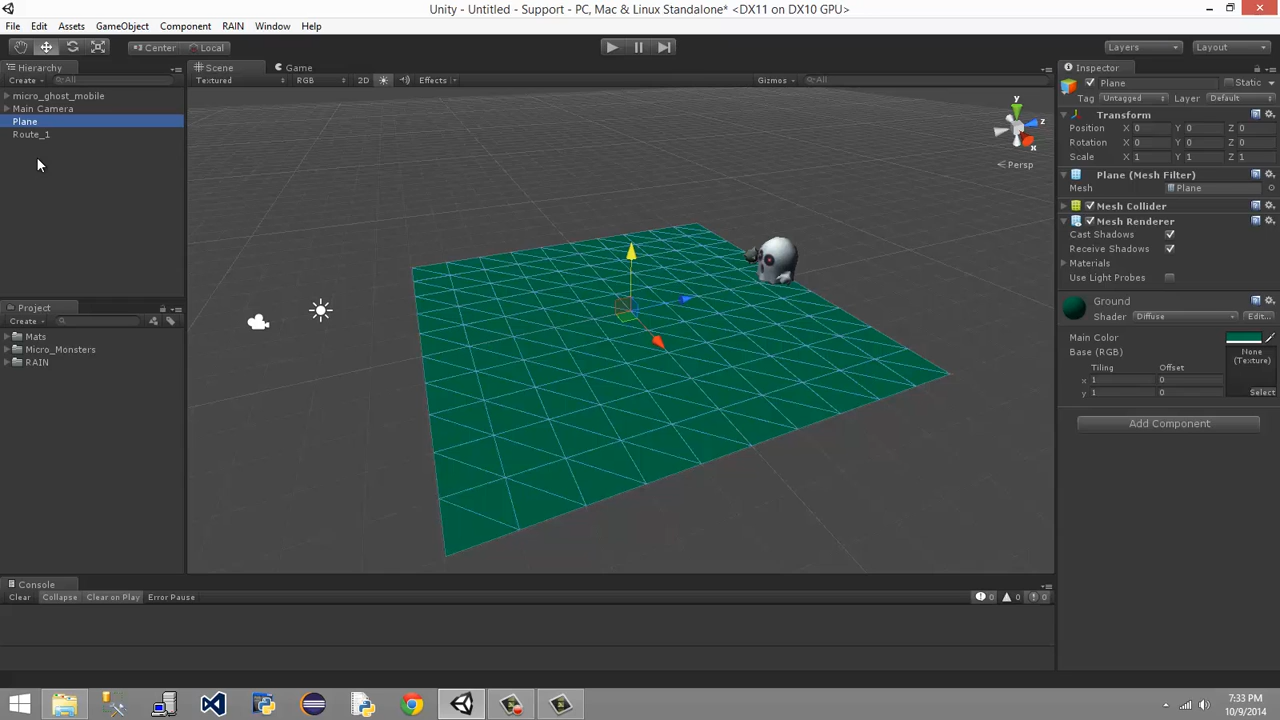 Unity - Untitled - Support - PC, Mac & Linux Standalone* <DX11 on DX10 GPU>
File Edit Assets GameObject Component RAIN Window Help
Center Local Layers Layout
Hierarchy
Create All
micro_ghost_mobile
Main Camera
Plane
Route_1
Scene Game
Textured RGB 2D Effects Gizmos All
y
z
x
Persp
Project
Create
Mats
Micro_Monsters
RAIN
Console
Clear Collapse Clear on Play Error Pause 0 0 0
Inspector
Plane Static
Tag Untagged Layer Default
Transform
Position X 0 Y 0 Z 0
Rotation X 0 Y 0 Z 0
Scale X 1 Y 1 Z 1
Plane (Mesh Filter)
Mesh Plane
Mesh Collider
Mesh Renderer
Cast Shadows
Receive Shadows
Materials
Use Light Probes
Ground
Shader Diffuse Edit...
Main Color
Base (RGB) None (Texture)
Tiling Offset
x 1 0
y 1 0
Select
Add Component
7:33 PM
10/9/2014